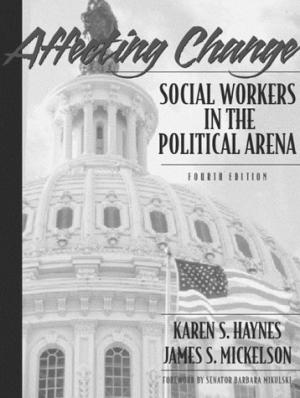 Affecting Change
SOCIAL WORKERS
IN THE
POLITICAL ARENA
FOURTH EDITION
KAREN S. HAYNES
JAMES S. MICKELSON
FOREWORD BY SENATOR BARBARA MIKULSKI